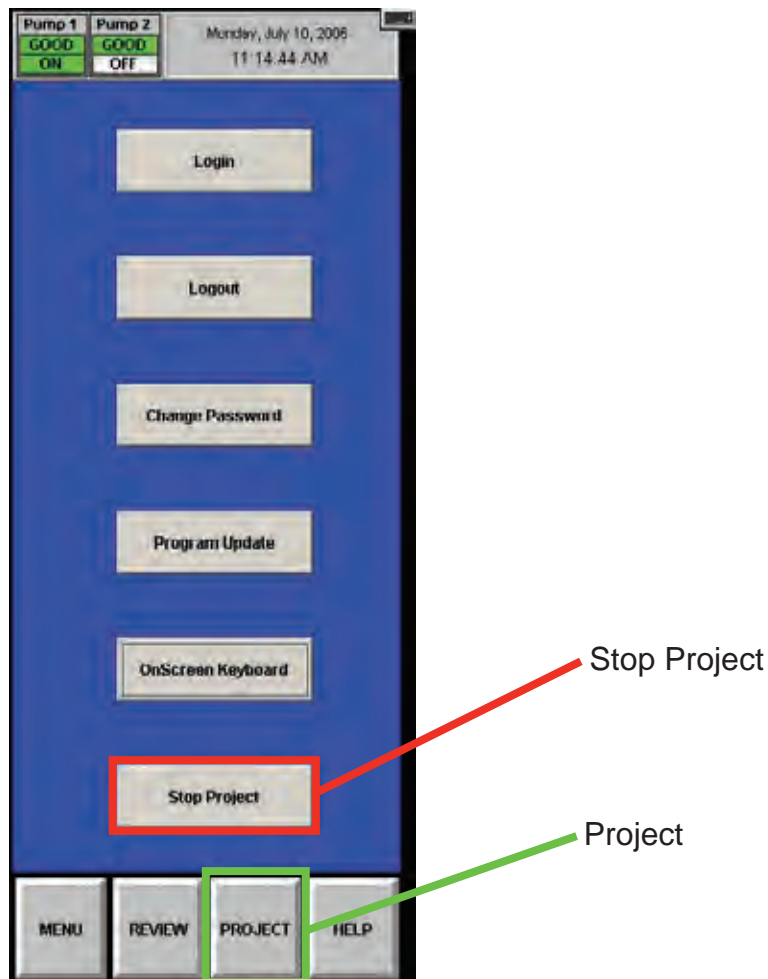 Pump 1 Pump 2
GOOD GOOD
ON OFF
Monday, July 10, 2006
11:14:44 AM
Login
Logout
Change Password
Program Update
OnScreen Keyboard
Stop Project
Stop Project
Project
MENU REVIEW PROJECT HELP